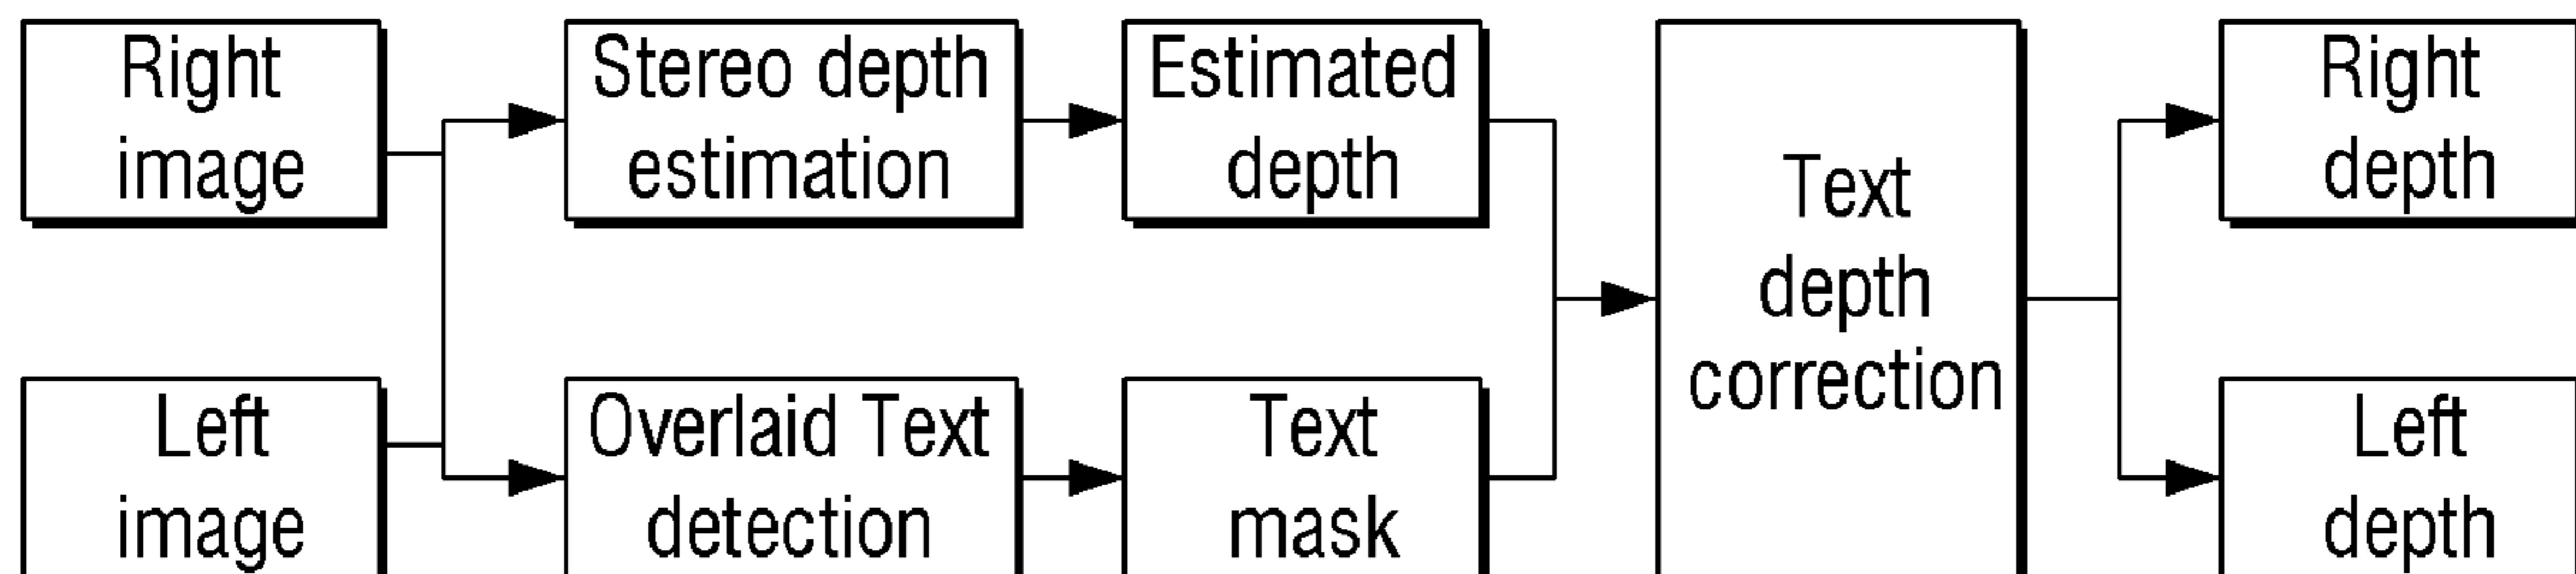 Right
image
Stereo depth
estimation
Estimated
depth
Text
depth
correction
Right
depth
Left
image
Overlaid Text
detection
Text
mask
Left
depth